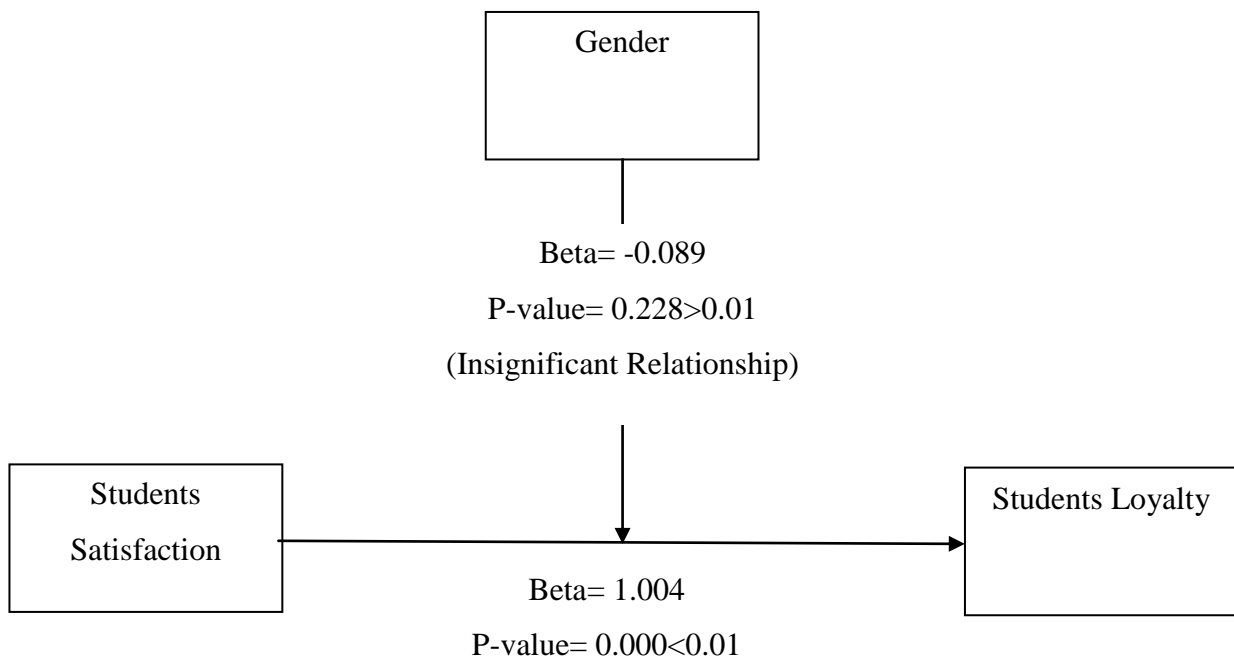 Gender
Beta= -0.089
P-value= 0.228>0.01
(Insignificant Relationship)
Students
Satisfaction
Students Loyalty
Beta= 1.004
P-value= 0.000<0.01